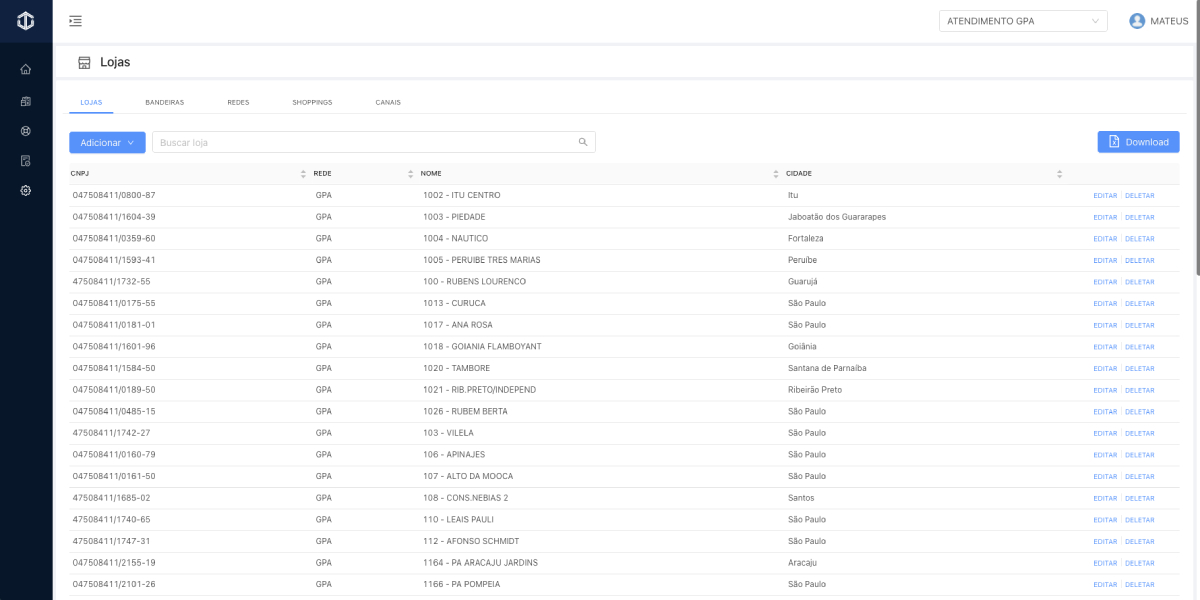 ATENDIMENTO GPA MATEUS
Lojas
LOJAS BANDEIRAS REDES SHOPPINGS CANAIS
Adicionar Buscar loja Download
CNPJ REDE NOME CIDADE
047508411/0800-87 GPA 1002 - ITU CENTRO Itu EDITAR DELETAR
047508411/1604-39 GPA 1003 - PIEDADE Jaboatão dos Guararapes EDITAR DELETAR
047508411/0359-60 GPA 1004 - NAUTICO Fortaleza EDITAR DELETAR
047508411/1593-41 GPA 1005 - PERUIBE TRES MARIAS Peruíbe EDITAR DELETAR
47508411/1732-55 GPA 100 - RUBENS LOURENCO Guarujá EDITAR DELETAR
047508411/0175-55 GPA 1013 - CURUCA São Paulo EDITAR DELETAR
047508411/0181-01 GPA 1017 - ANA ROSA São Paulo EDITAR DELETAR
047508411/1601-96 GPA 1018 - GOIANIA FLAMBOYANT Goiânia EDITAR DELETAR
047508411/1584-50 GPA 1020 - TAMBORE Santana de Parnaíba EDITAR DELETAR
047508411/0189-50 GPA 1021 - RIB.PRETO/INDEPEND Ribeirão Preto EDITAR DELETAR
047508411/0485-15 GPA 1026 - RUBEM BERTA São Paulo EDITAR DELETAR
47508411/1742-27 GPA 103 - VILELA São Paulo EDITAR DELETAR
047508411/0160-79 GPA 106 - APINAJES São Paulo EDITAR DELETAR
047508411/0161-50 GPA 107 - ALTO DA MOOCA São Paulo EDITAR DELETAR
47508411/1685-02 GPA 108 - CONS.NEBIAS 2 Santos EDITAR DELETAR
47508411/1740-65 GPA 110 - LEAIS PAULI São Paulo EDITAR DELETAR
47508411/1747-31 GPA 112 - AFONSO SCHMIDT São Paulo EDITAR DELETAR
047508411/2155-19 GPA 1164 - PA ARACAJU JARDINS Aracaju EDITAR DELETAR
047508411/2101-26 GPA 1166 - PA POMPEIA São Paulo EDITAR DELETAR